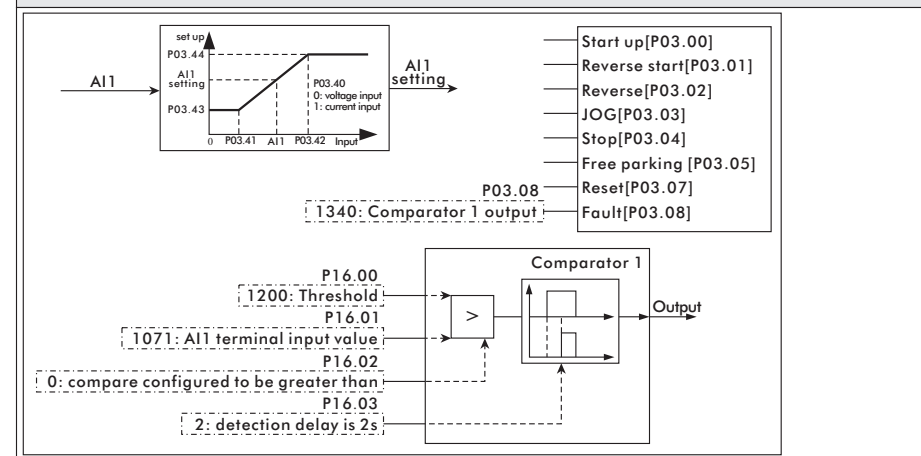 set up
P03.44
AI1
setting
P03.43
0 P03.41 AI1 P03.42 Input
P03.40
0: voltage input
1: current input
AI1
AI1
setting
Start up[P03.00]
Reverse start[P03.01]
Reverse[P03.02]
JOG[P03.03]
Stop[P03.04]
Free parking [P03.05]
Reset[P03.07]
Fault[P03.08]
P03.08
1340: Comparator 1 output
P16.00
1200: Threshold
P16.01
1071: AI1 terminal input value
P16.02
0: compare configured to be greater than
P16.03
2: detection delay is 2s
Comparator 1
>
Output